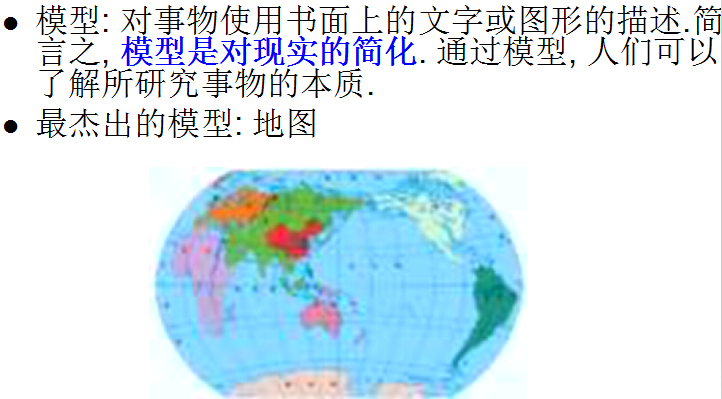 ● 模型: 对事物使用书面上的文字或图形的描述.简
言之, 模型是对现实的简化. 通过模型, 人们可以
了解所研究事物的本质.
● 最杰出的模型: 地图